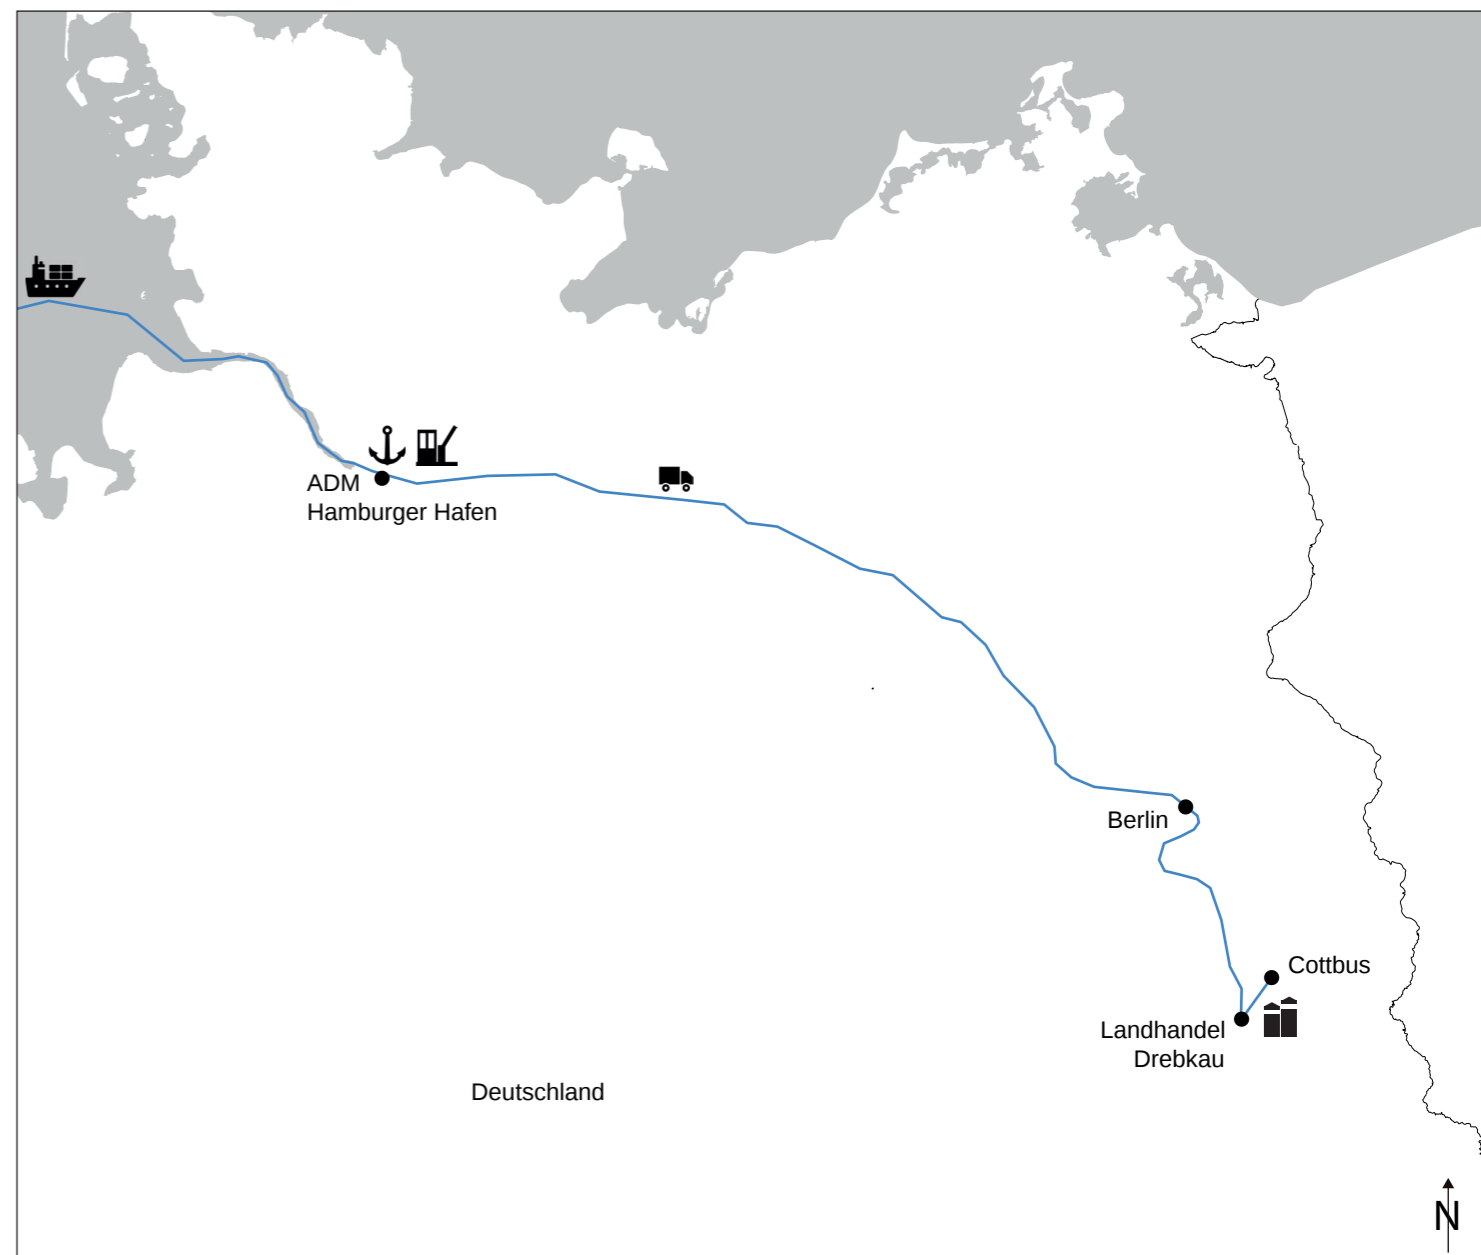 ADM
Hamburger Hafen
Berlin
Cottbus
Landhandel
Drebkau
Deutschland
N